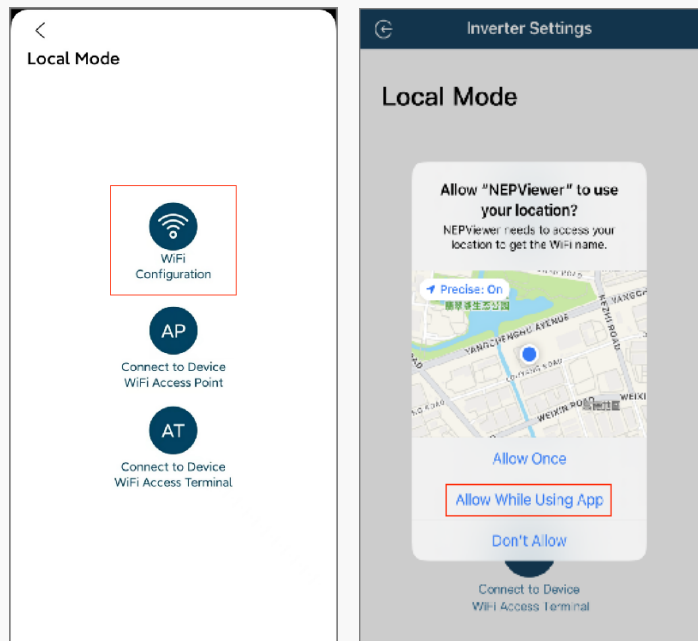 Local Mode
WiFi
Configuration
AP
Connect to Device
WiFi Access Point
AT
Connect to Device
WiFi Access Terminal
Inverter Settings
Local Mode
Allow “NEPViewer” to use
your location?
NEPViewer needs to access your
location to get the WiFi name.
Precise: On
YANGCHENGHU AVENUE
KEZHI ROAD
WEIXIN ROAD
WEIXI
Allow Once
Allow While Using App
Don't Allow
Connect to Device
WiFi Access Terminal